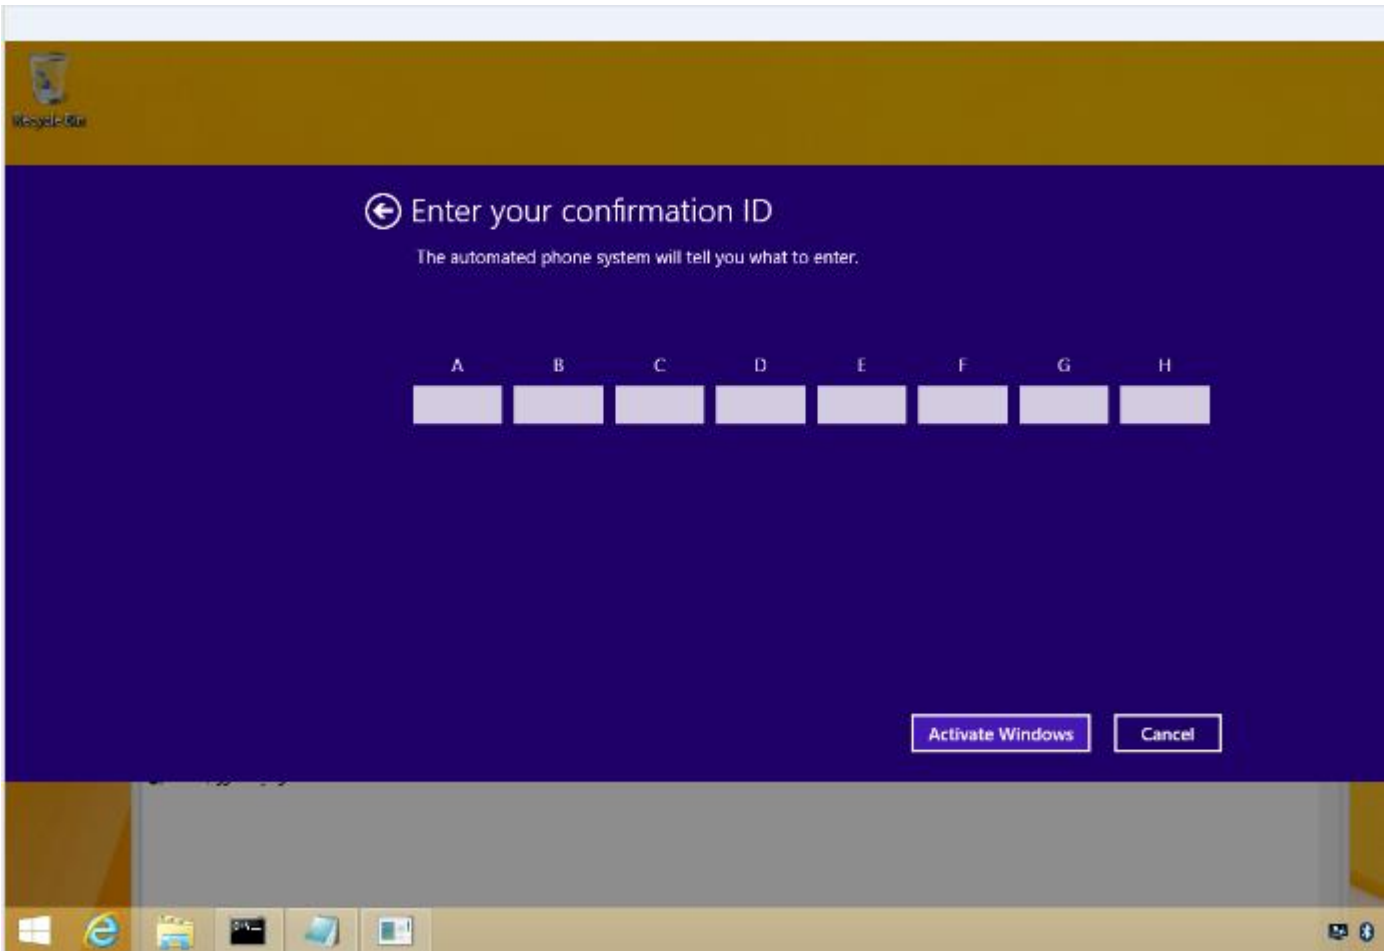 Recycle Bin
Enter your confirmation ID
The automated phone system will tell you what to enter.
A B C D E F G H
Activate Windows Cancel